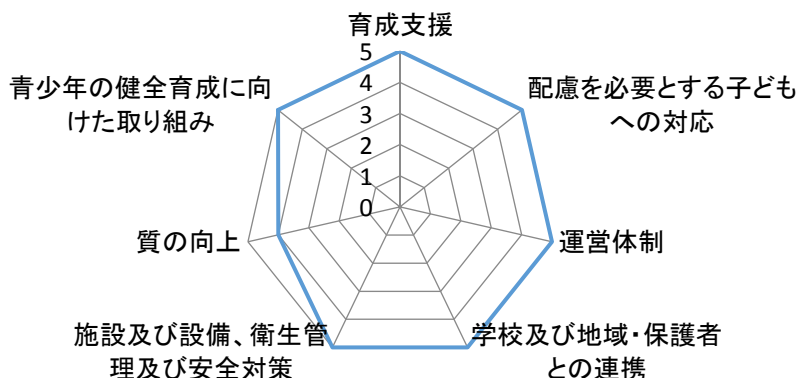 育成支援
5
4
3
2
1
0
配慮を必要とする子ども
への対応
運営体制
学校及び地域・保護者
との連携
施設及び設備、衛生管
理及び安全対策
質の向上
青少年の健全育成に向
けた取り組み